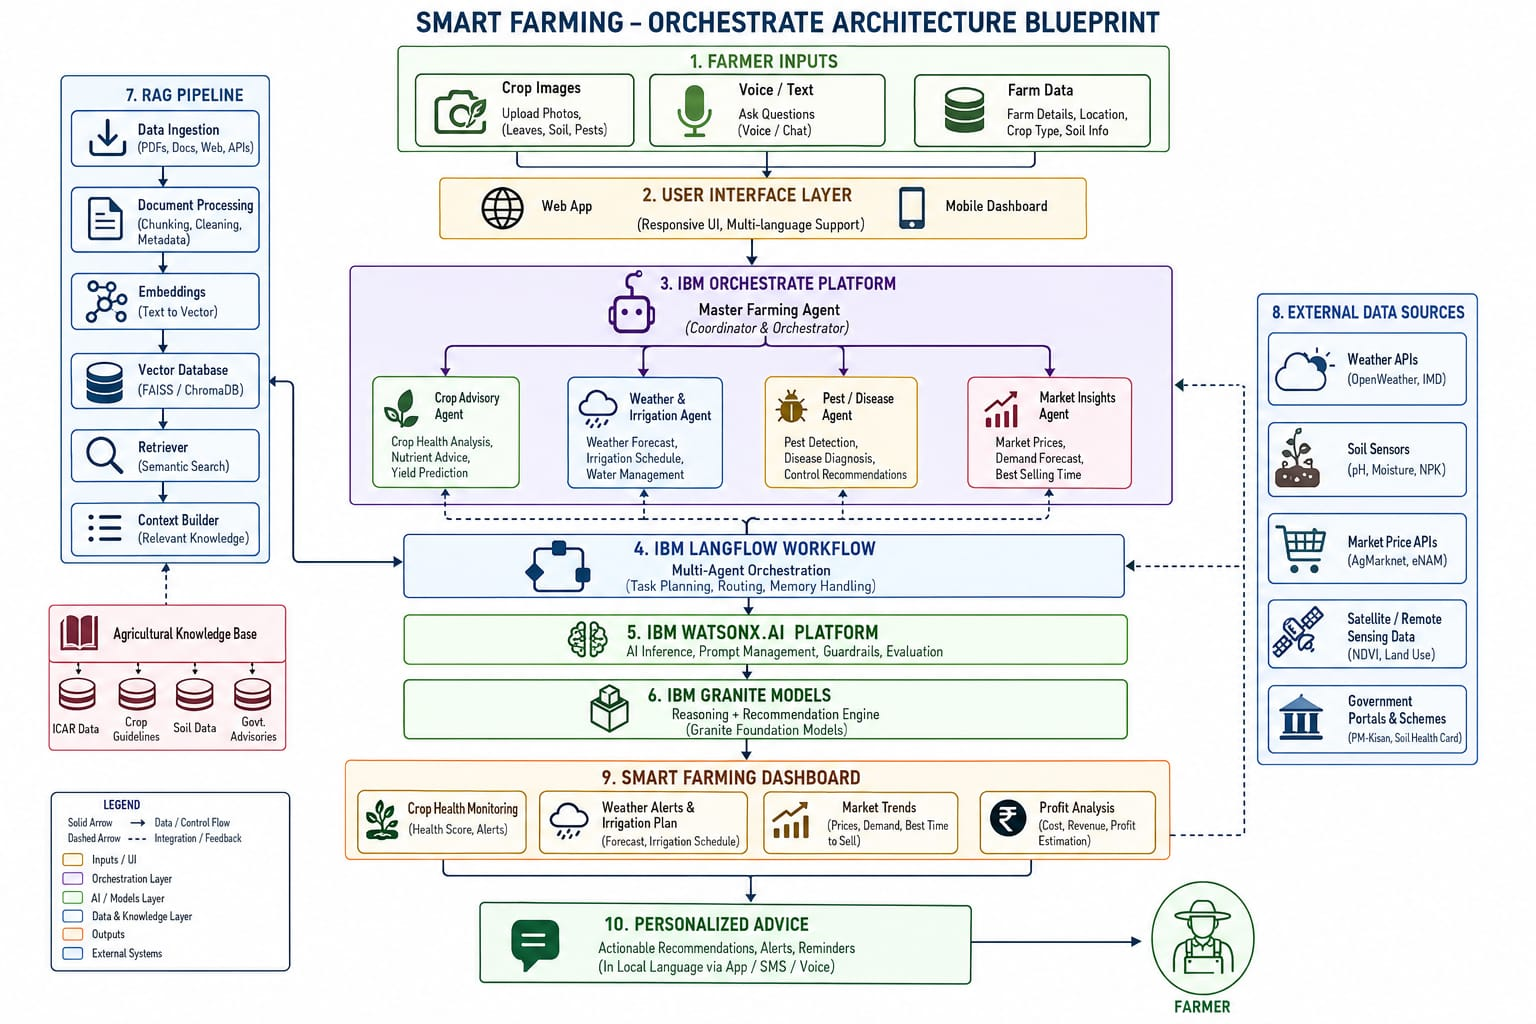 SMART FARMING – ORCHESTRATE ARCHITECTURE BLUEPRINT
1. FARMER INPUTS
Crop Images
Upload Photos,
(Leaves, Soil, Pests)
Voice / Text
Ask Questions
(Voice / Chat)
Farm Data
Farm Details, Location,
Crop Type, Soil Info
2. USER INTERFACE LAYER
Web App
(Responsive UI, Multi-language Support)
Mobile Dashboard
3. IBM ORCHESTRATE PLATFORM
Master Farming Agent
(Coordinator & Orchestrator)
Crop Advisory
Agent
Crop Health Analysis,
Nutrient Advice,
Yield Prediction
Weather &
Irrigation Agent
Weather Forecast,
Irrigation Schedule,
Water Management
Pest / Disease
Agent
Pest Detection,
Disease Diagnosis,
Control Recommendations
Market Insights
Agent
Market Prices,
Demand Forecast,
Best Selling Time
4. IBM LANGFLOW WORKFLOW
Multi-Agent Orchestration
(Task Planning, Routing, Memory Handling)
5. IBM WATSONX.AI PLATFORM
AI Inference, Prompt Management, Guardrails, Evaluation
6. IBM GRANITE MODELS
Reasoning + Recommendation Engine
(Granite Foundation Models)
7. RAG PIPELINE
Data Ingestion
(PDFs, Docs, Web, APIs)
Document Processing
(Chunking, Cleaning,
Metadata)
Embeddings
(Text to Vector)
Vector Database
(FAISS / ChromaDB)
Retriever
(Semantic Search)
Context Builder
(Relevant Knowledge)
Agricultural Knowledge Base
ICAR Data
Crop
Guidelines
Soil Data
Govt.
Advisories
8. EXTERNAL DATA SOURCES
Weather APIs
(OpenWeather, IMD)
Soil Sensors
(pH, Moisture, NPK)
Market Price APIs
(AgMarknet, eNAM)
Satellite / Remote
Sensing Data
(NDVI, Land Use)
Government
Portals & Schemes
(PM-Kisan, Soil Health Card)
9. SMART FARMING DASHBOARD
Crop Health Monitoring
(Health Score, Alerts)
Weather Alerts &
Irrigation Plan
(Forecast, Irrigation Schedule)
Market Trends
(Prices, Demand, Best Time
to Sell)
₹
Profit Analysis
(Cost, Revenue, Profit
Estimation)
10. PERSONALIZED ADVICE
Actionable Recommendations, Alerts, Reminders
(In Local Language via App / SMS / Voice)
FARMER
LEGEND
Solid Arrow Data / Control Flow
Dashed Arrow Integration / Feedback
Inputs / UI
Orchestration Layer
AI / Models Layer
Data & Knowledge Layer
Outputs
External Systems